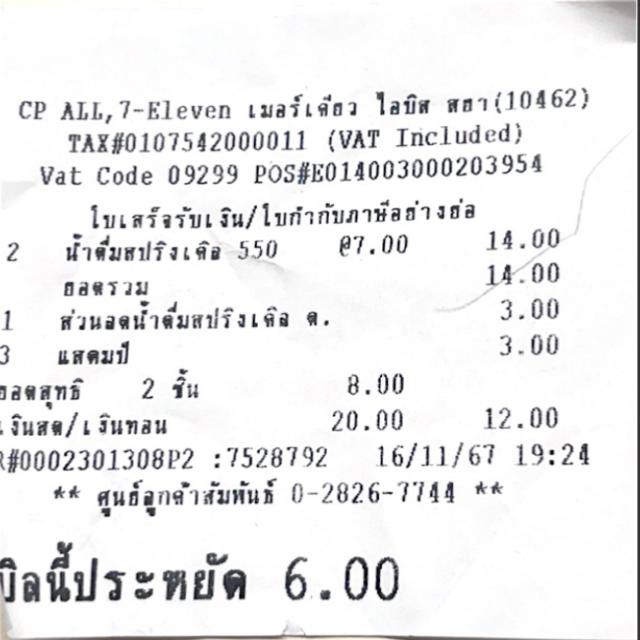 CP ALL,7-Eleven เมอร์เคียว ไอบิส สยา(10462)
TAX#0107542000011 (VAT Included)
Vat Code 09299 POS#E014003000203954
ใบเสร็จรับเงิน/ใบกำกับภาษีอย่างย่อ
2 น้ำดื่มสปริงเคิล 550 @7.00 14.00
ยอดรวม 14.00
1 ส่วนลดน้ำดื่มสปริงเคิล ด. 3.00
3 แสตมป์ 3.00
ยอดสุทธิ 2 ชิ้น 8.00
เงินสด/เงินทอน 20.00 12.00
R#0002301308P2 :7528792 16/11/67 19:24
** ศูนย์ลูกค้าสัมพันธ์ 0-2826-7744 **
บิลนี้ประหยัด 6.00